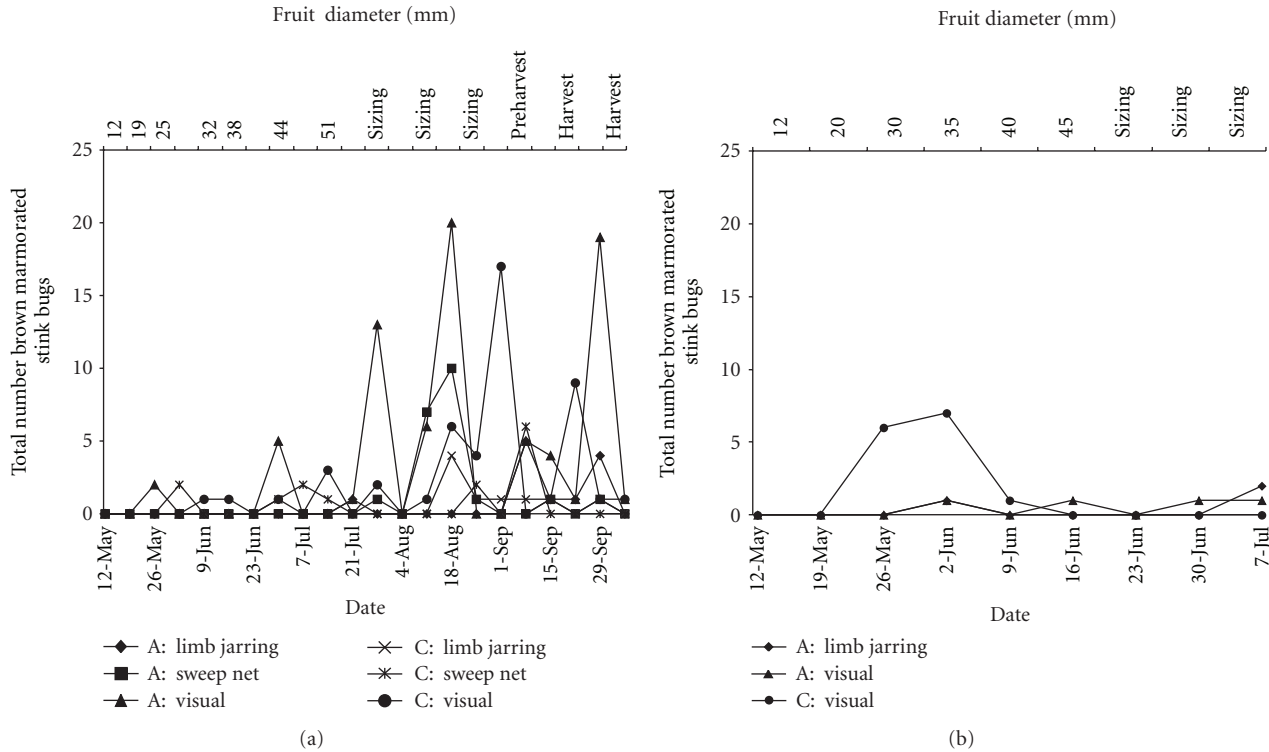 Fruit diameter (mm)
12 19 25 32 38 44 51 Sizing Sizing Sizing Preharvest Harvest Harvest
25
20
15
10
5
0
Total number brown marmorated
stink bugs
12-May 26-May 9-Jun 23-Jun 7-Jul 21-Jul 4-Aug 18-Aug 1-Sep 15-Sep 29-Sep
Date
A: limb jarring
A: sweep net
A: visual
C: limb jarring
C: sweep net
C: visual
(a)
Fruit diameter (mm)
12 20 30 35 40 45 Sizing Sizing Sizing
25
20
15
10
5
0
Total number brown marmorated
stink bugs
12-May 19-May 26-May 2-Jun 9-Jun 16-Jun 23-Jun 30-Jun 7-Jul
Date
A: limb jarring
A: visual
C: visual
(b)